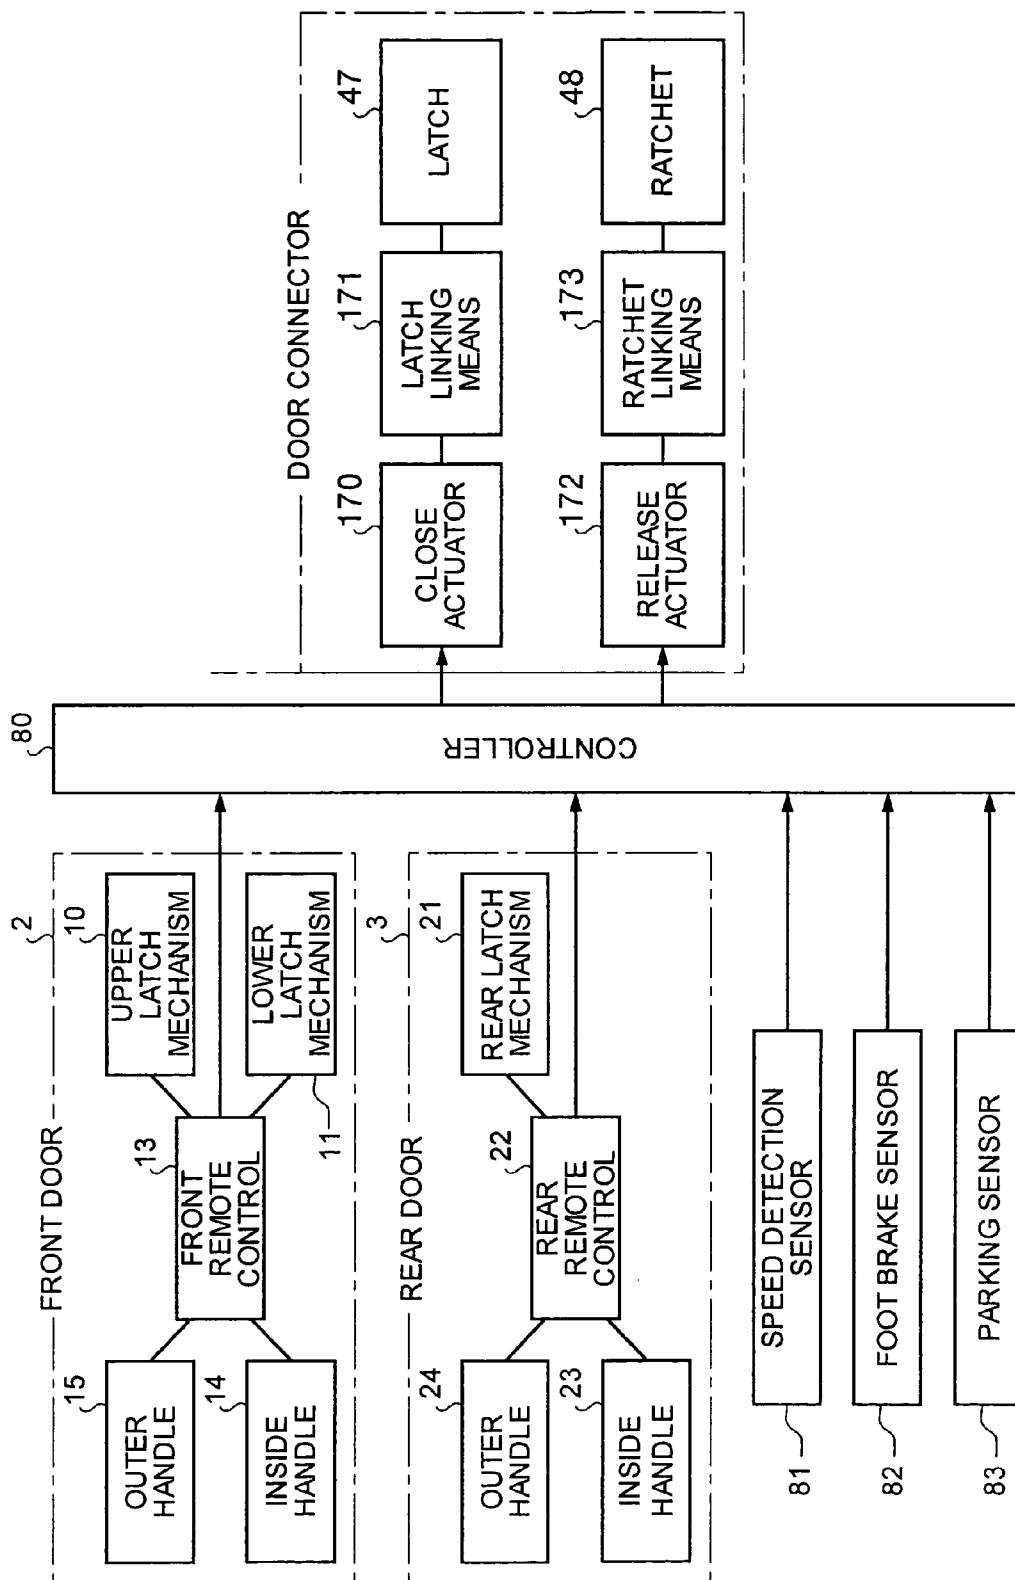 FRONT DOOR
2
15
OUTER
HANDLE
14
INSIDE
HANDLE
13
FRONT
REMOTE
CONTROL
10
UPPER
LATCH
MECHANISM
LOWER
LATCH
MECHANISM
11
REAR DOOR
3
24
OUTER
HANDLE
23
INSIDE
HANDLE
22
REAR
REMOTE
CONTROL
21
REAR LATCH
MECHANISM
81
SPEED DETECTION
SENSOR
82
FOOT BRAKE SENSOR
83
PARKING SENSOR
80
CONTROLLER
DOOR CONNECTOR
170
CLOSE
ACTUATOR
171
LATCH
LINKING
MEANS
47
LATCH
172
RELEASE
ACTUATOR
173
RATCHET
LINKING
MEANS
48
RATCHET